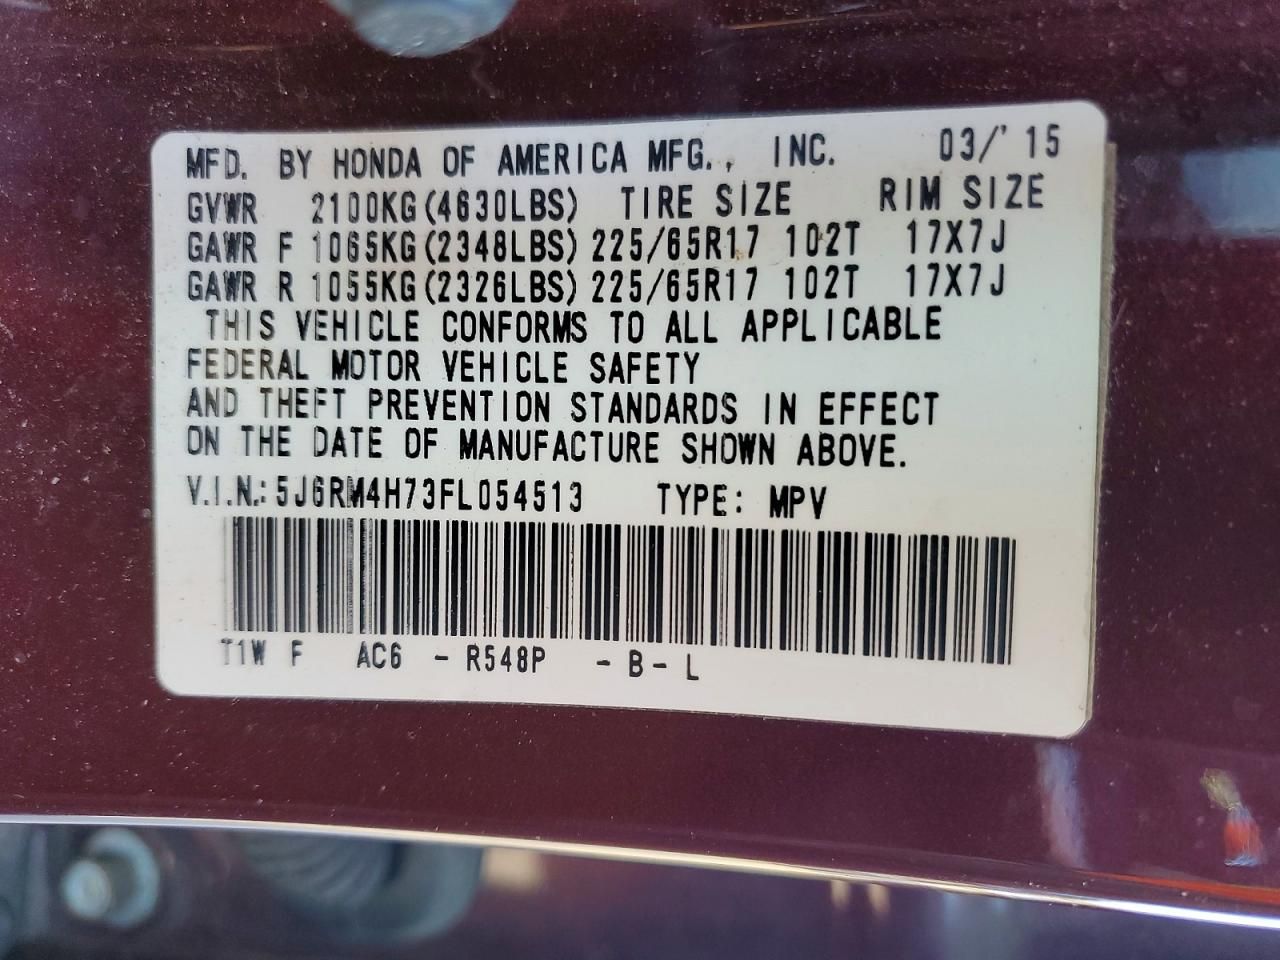 MFD. BY HONDA OF AMERICA MFG., INC. 03/'15
GVWR 2100KG(4630LBS) TIRE SIZE RIM SIZE
GAWR F 1065KG(2348LBS) 225/65R17 102T 17X7J
GAWR R 1055KG(2326LBS) 225/65R17 102T 17X7J
THIS VEHICLE CONFORMS TO ALL APPLICABLE
FEDERAL MOTOR VEHICLE SAFETY
AND THEFT PREVENTION STANDARDS IN EFFECT
ON THE DATE OF MANUFACTURE SHOWN ABOVE.
V.I.N.: 5J6RM4H73FL054513 TYPE: MPV
T1W F AC6 - R548P - B - L